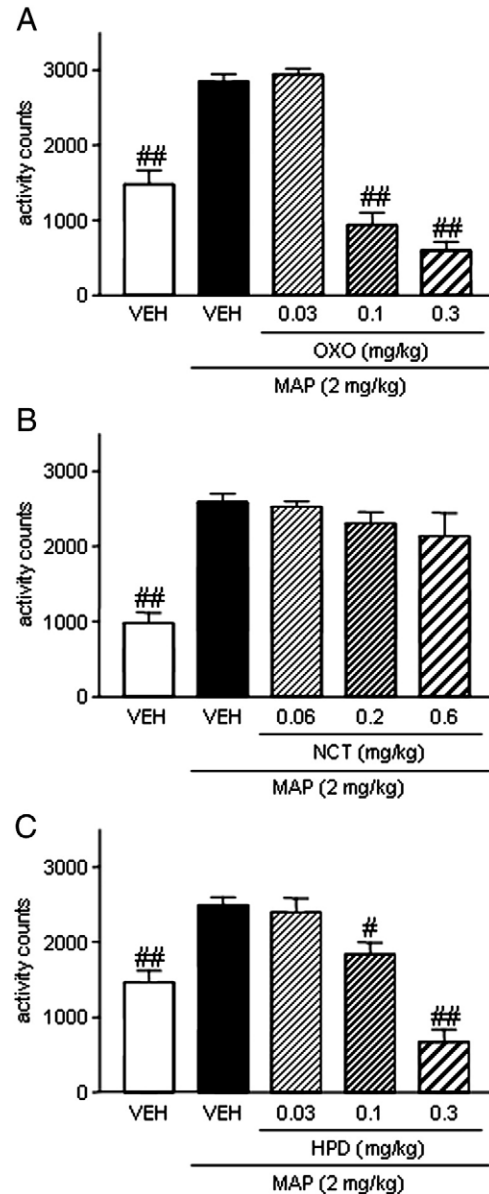 A
activity counts
3000
2000
1000
0
##
##
##
VEH VEH 0.03 0.1 0.3
OXO (mg/kg)
MAP (2 mg/kg)
B
activity counts
3000
2000
1000
0
##
VEH VEH 0.06 0.2 0.6
NCT (mg/kg)
MAP (2 mg/kg)
C
activity counts
3000
2000
1000
0
##
#
##
VEH VEH 0.03 0.1 0.3
HPD (mg/kg)
MAP (2 mg/kg)